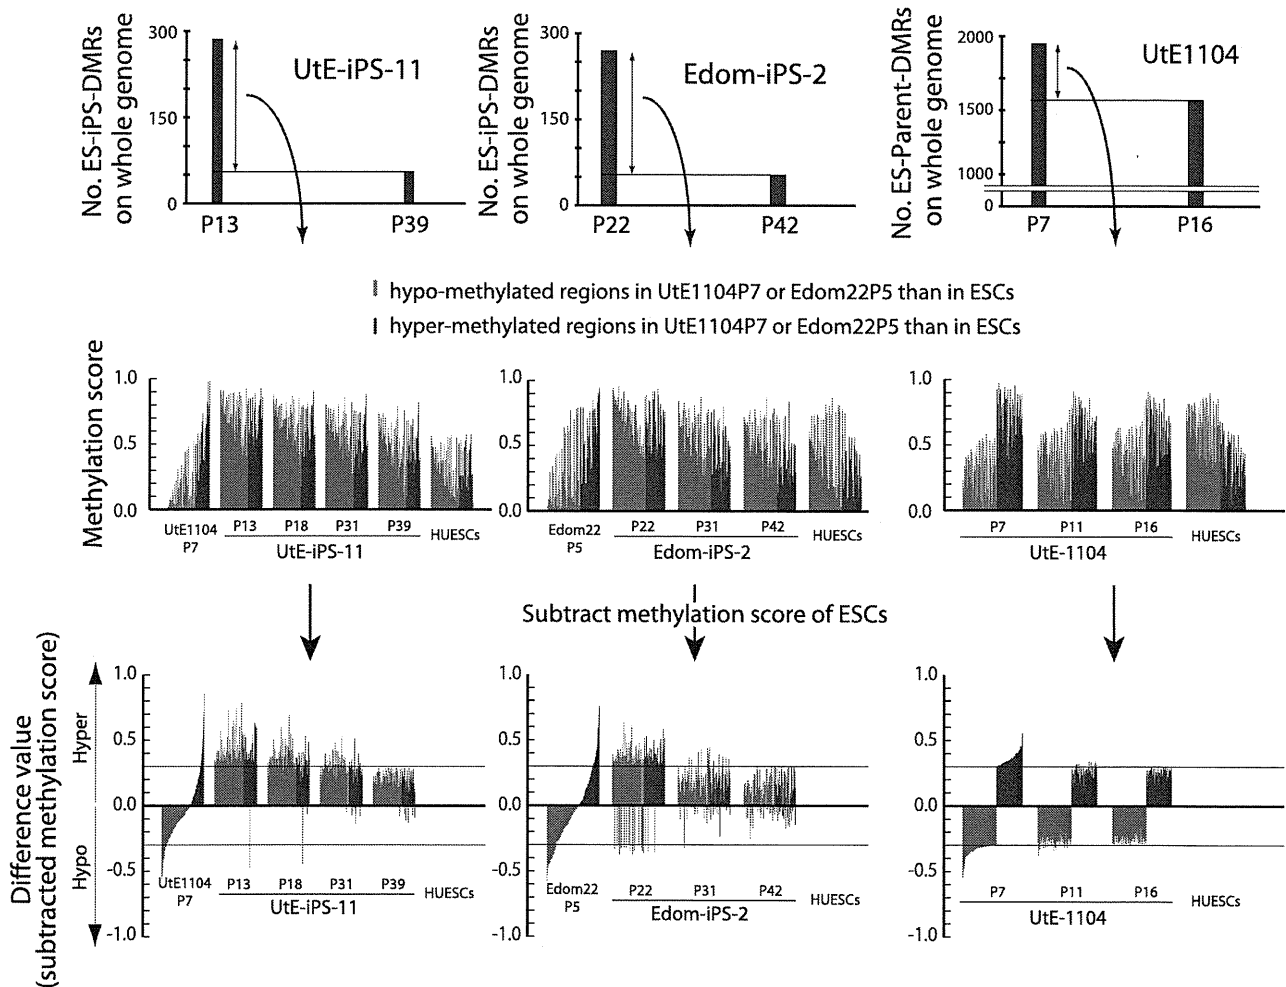 No. ES-iPS-DMRs
on whole genome
300
150
0
UtE-iPS-11
P13
P39
No. ES-iPS-DMRs
on whole genome
300
150
0
Edom-iPS-2
P22
P42
No. ES-Parent-DMRs
on whole genome
2000
1500
1000
0
UtE1104
P7
P16
hypo-methylated regions in UtE1104P7 or Edom22P5 than in ESCs
hyper-methylated regions in UtE1104P7 or Edom22P5 than in ESCs
Methylation score
1.0
0.5
0.0
UtE1104
P7
P13
P18
P31
P39
HUESCs
UtE-iPS-11
1.0
0.5
0.0
Edom22
P5
P22
P31
P42
HUESCs
Edom-iPS-2
1.0
0.5
0.0
P7
P11
P16
HUESCs
UtE-1104
Subtract methylation score of ESCs
Difference value
(subtracted methylation score)
Hyper
Hypo
1.0
0.5
0.0
-0.5
-1.0
UtE1104
P7
P13
P18
P31
P39
HUESCs
UtE-iPS-11
1.0
0.5
0.0
-0.5
-1.0
Edom22
P5
P22
P31
P42
HUESCs
Edom-iPS-2
1.0
0.5
0.0
-0.5
-1.0
P7
P11
P16
HUESCs
UtE-1104